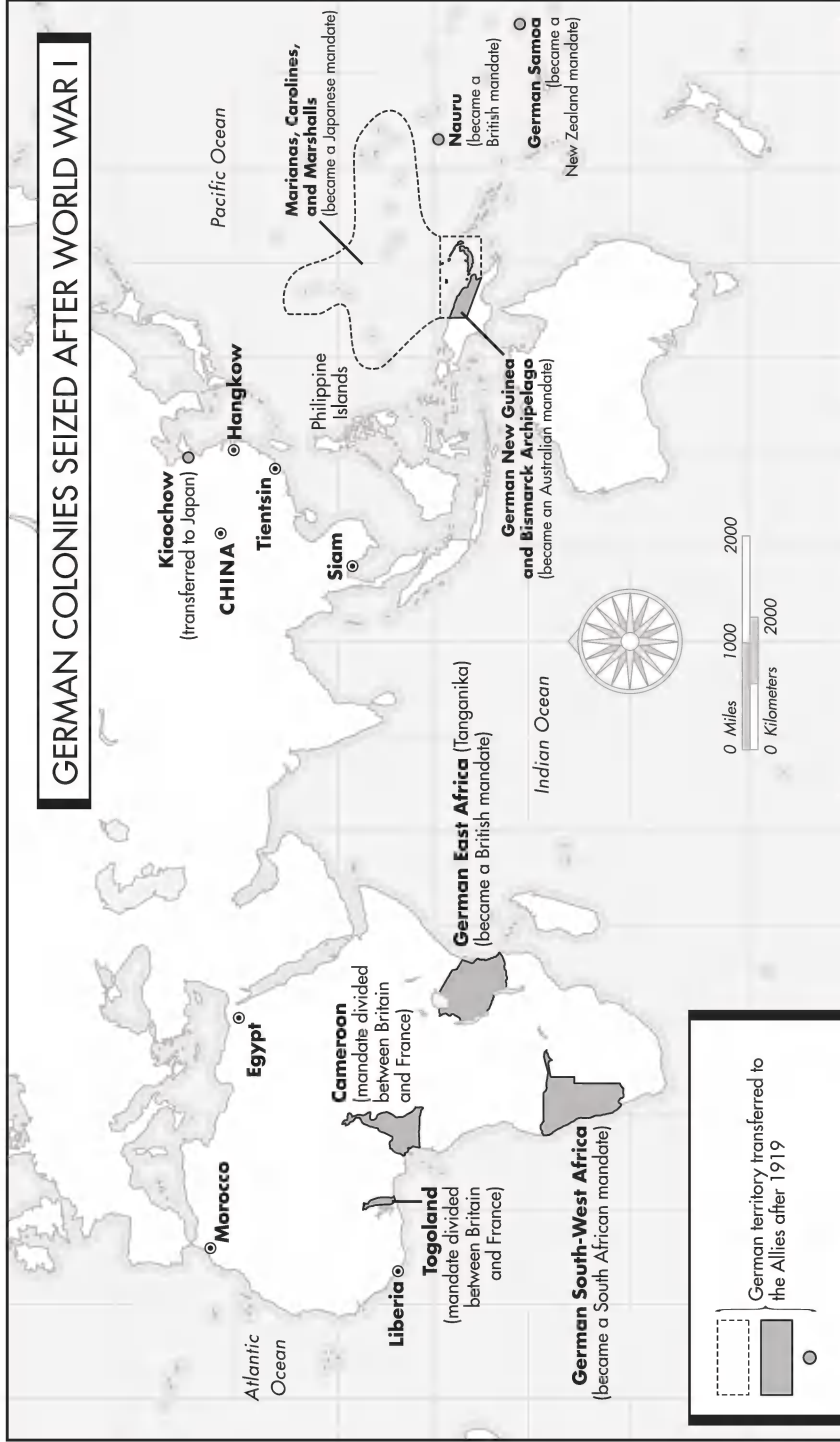 GERMAN COLONIES SEIZED AFTER WORLD WAR I
Atlantic
Ocean
Morocco
Egypt
Liberia
Togoland
(mandate divided
between Britain
and France)
Cameroon
(mandate divided
between Britain
and France)
German South-West Africa
(became a South African mandate)
German East Africa (Tanganika)
(became a British mandate)
Indian Ocean
Kiaochow
(transferred to Japan)
CHINA
Hangkow
Tientsin
Siam
Philippine
Islands
Pacific Ocean
Marianas, Carolines,
and Marshalls
(became a Japanese mandate)
Nauru
(became a
British mandate)
German Samoa
(became a
New Zealand mandate)
German New Guinea
and Bismarck Archipelago
(became an Australian mandate)
0 Miles 1000 2000
0 Kilometers 2000
German territory transferred to
the Allies after 1919